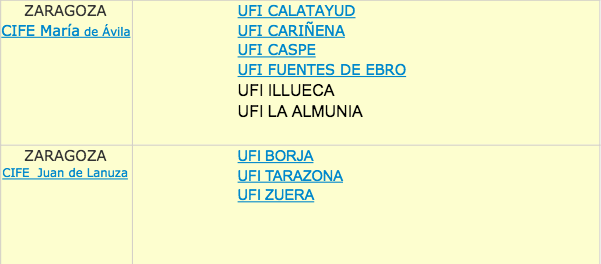 ZARAGOZA
CIFE María de Ávila
UFI CALATAYUD
UFI CARIÑENA
UFI CASPE
UFI FUENTES DE EBRO
UFI ILLUECA
UFI LA ALMUNIA
ZARAGOZA
CIFE Juan de Lanuza
UFI BORJA
UFI TARAZONA
UFI ZUERA